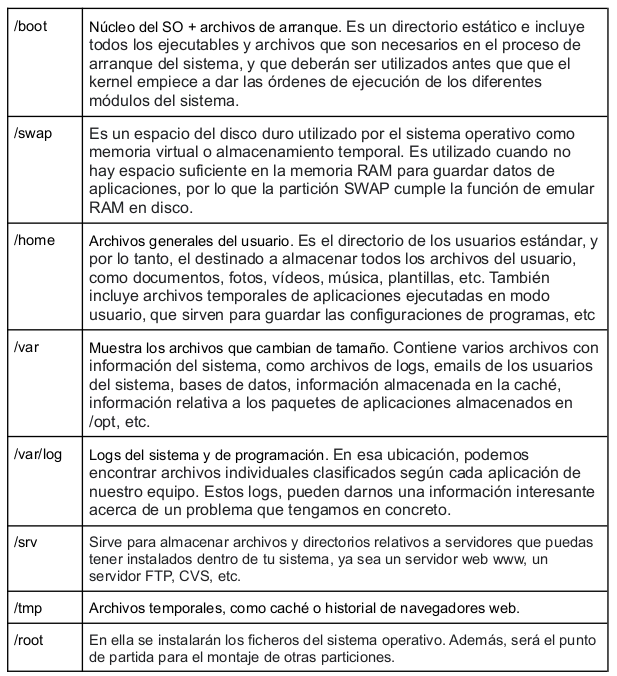 /boot
Núcleo del SO + archivos de arranque. Es un directorio estático e incluye
todos los ejecutables y archivos que son necesarios en el proceso de
arranque del sistema, y que deberán ser utilizados antes que que el
kernel empiece a dar las órdenes de ejecución de los diferentes
módulos del sistema.
/swap
Es un espacio del disco duro utilizado por el sistema operativo como
memoria virtual o almacenamiento temporal. Es utilizado cuando no
hay espacio suficiente en la memoria RAM para guardar datos de
aplicaciones, por lo que la partición SWAP cumple la función de emular
RAM en disco.
/home
Archivos generales del usuario. Es el directorio de los usuarios estándar, y
por lo tanto, el destinado a almacenar todos los archivos del usuario,
como documentos, fotos, vídeos, música, plantillas, etc. También
incluye archivos temporales de aplicaciones ejecutadas en modo
usuario, que sirven para guardar las configuraciones de programas, etc
/var
Muestra los archivos que cambian de tamaño. Contiene varios archivos con
información del sistema, como archivos de logs, emails de los usuarios
del sistema, bases de datos, información almacenada en la caché,
información relativa a los paquetes de aplicaciones almacenados en
/opt, etc.
/var/log
Logs del sistema y de programación. En esa ubicación, podemos
encontrar archivos individuales clasificados según cada aplicación de
nuestro equipo. Estos logs, pueden darnos una información interesante
acerca de un problema que tengamos en concreto.
/srv
Sirve para almacenar archivos y directorios relativos a servidores que puedas
tener instalados dentro de tu sistema, ya sea un servidor web www, un
servidor FTP, CVS, etc.
/tmp
Archivos temporales, como caché o historial de navegadores web.
/root
En ella se instalarán los ficheros del sistema operativo. Además, será el punto
de partida para el montaje de otras particiones.